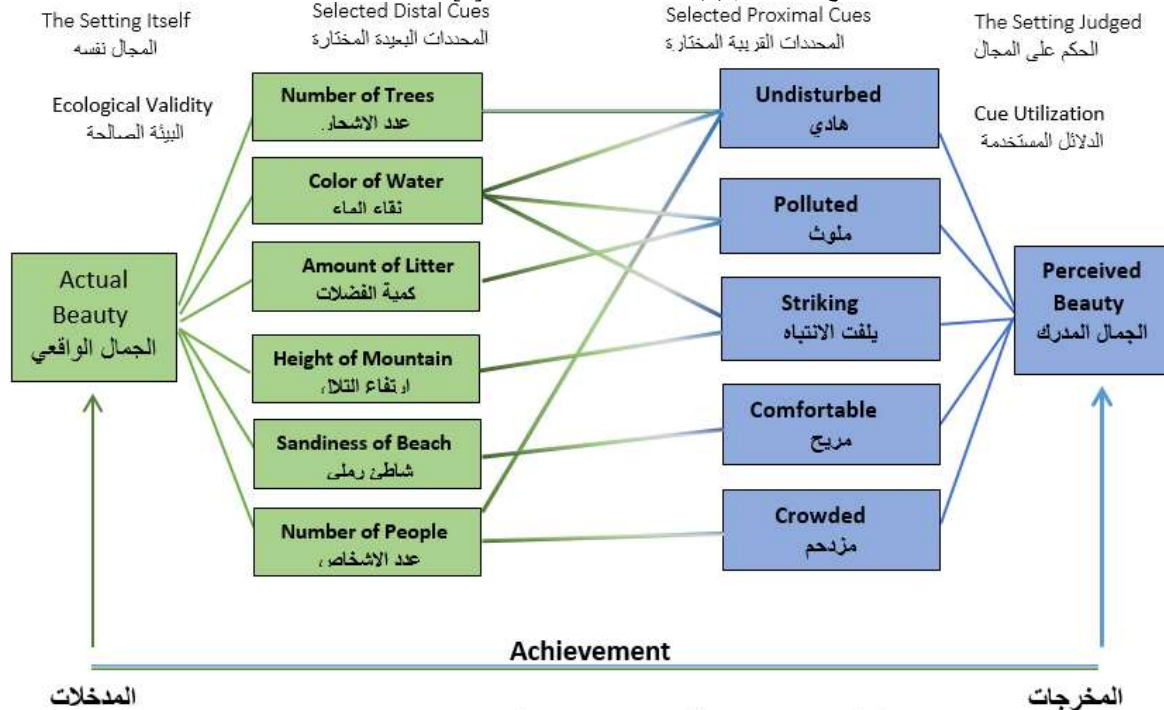 The Setting Itself
المجال نفسه
Selected Distal Cues
المحددات البعيدة المختارة
Selected Proximal Cues
المحددات القريبة المختارة
The Setting Judged
الحكم على المجال
Ecological Validity
البيئة الصالحة
Cue Utilization
الدلائل المستخدمة
Actual
Beauty
الجمال الواقعي
Number of Trees
عدد الاشجار
Color of Water
نقاء الماء
Amount of Litter
كمية الفضلات
Height of Mountain
ارتفاع التلال
Sandiness of Beach
شاطئ رملي
Number of People
عدد الاشخاص
Undisturbed
هادي
Polluted
ملوث
Striking
يلفت الانتباه
Comfortable
مريح
Crowded
مزدحم
Perceived
Beauty
الجمال المدرك
Achievement
المدخلات
المخرجات